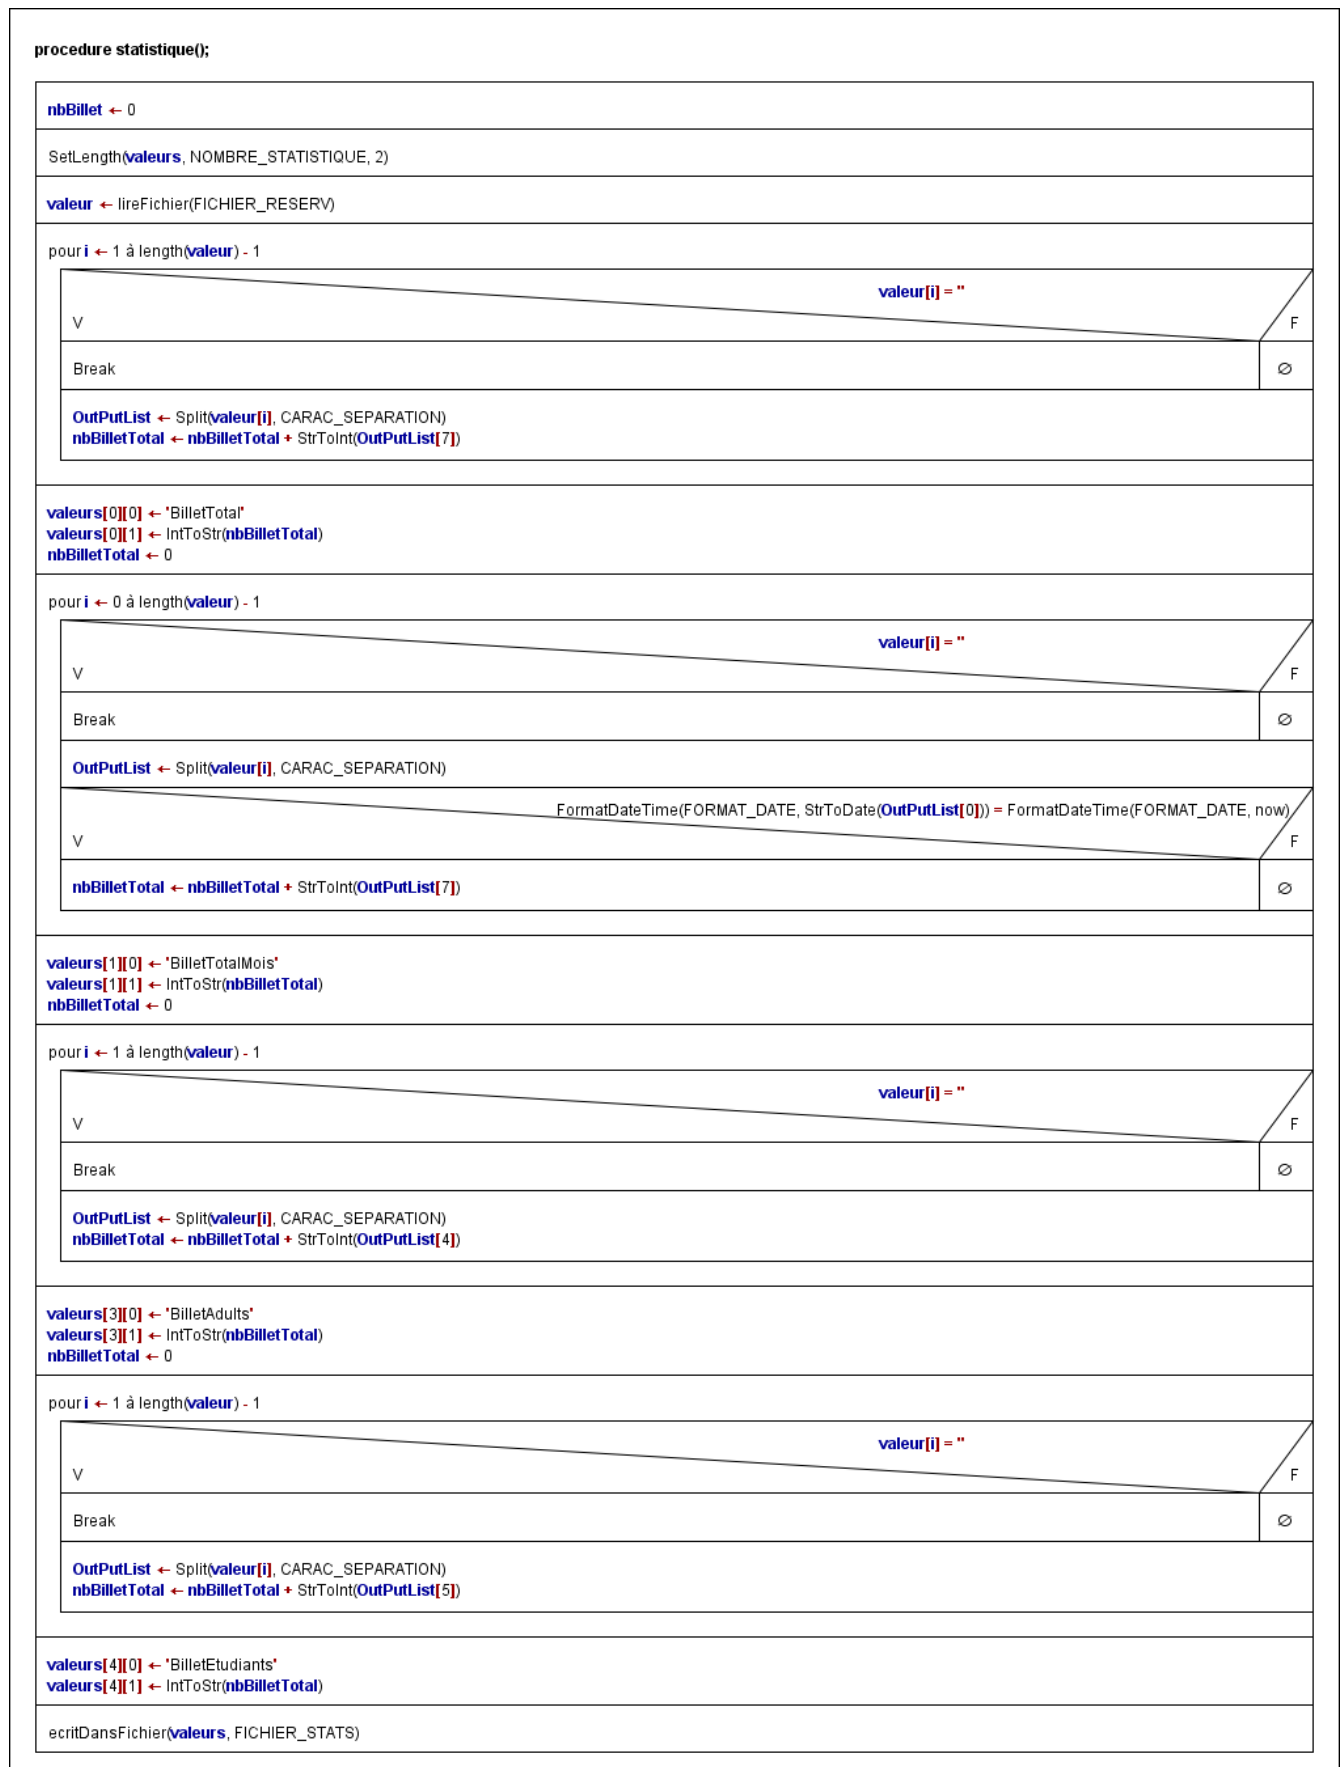 procedure statistique();
nbBillet ← 0
SetLength(valeurs, NOMBRE_STATISTIQUE, 2)
valeur ← lireFichier(FICHIER_RESERV)
pour i ← 1 à length(valeur) - 1
valeur[i] = ''
V F
Break ∅
OutPutList ← Split(valeur[i], CARAC_SEPARATION)
nbBilletTotal ← nbBilletTotal + StrToInt(OutPutList[7])
valeurs[0][0] ← 'BilletTotal'
valeurs[0][1] ← IntToStr(nbBilletTotal)
nbBilletTotal ← 0
pour i ← 0 à length(valeur) - 1
valeur[i] = ''
V F
Break ∅
OutPutList ← Split(valeur[i], CARAC_SEPARATION)
FormatDateTime(FORMAT_DATE, StrToDate(OutPutList[0])) = FormatDateTime(FORMAT_DATE, now)
V F
nbBilletTotal ← nbBilletTotal + StrToInt(OutPutList[7]) ∅
valeurs[1][0] ← 'BilletTotalMois'
valeurs[1][1] ← IntToStr(nbBilletTotal)
nbBilletTotal ← 0
pour i ← 1 à length(valeur) - 1
valeur[i] = ''
V F
Break ∅
OutPutList ← Split(valeur[i], CARAC_SEPARATION)
nbBilletTotal ← nbBilletTotal + StrToInt(OutPutList[4])
valeurs[3][0] ← 'BilletAdults'
valeurs[3][1] ← IntToStr(nbBilletTotal)
nbBilletTotal ← 0
pour i ← 1 à length(valeur) - 1
valeur[i] = ''
V F
Break ∅
OutPutList ← Split(valeur[i], CARAC_SEPARATION)
nbBilletTotal ← nbBilletTotal + StrToInt(OutPutList[5])
valeurs[4][0] ← 'BilletEtudiants'
valeurs[4][1] ← IntToStr(nbBilletTotal)
ecritDansFichier(valeurs, FICHIER_STATS)